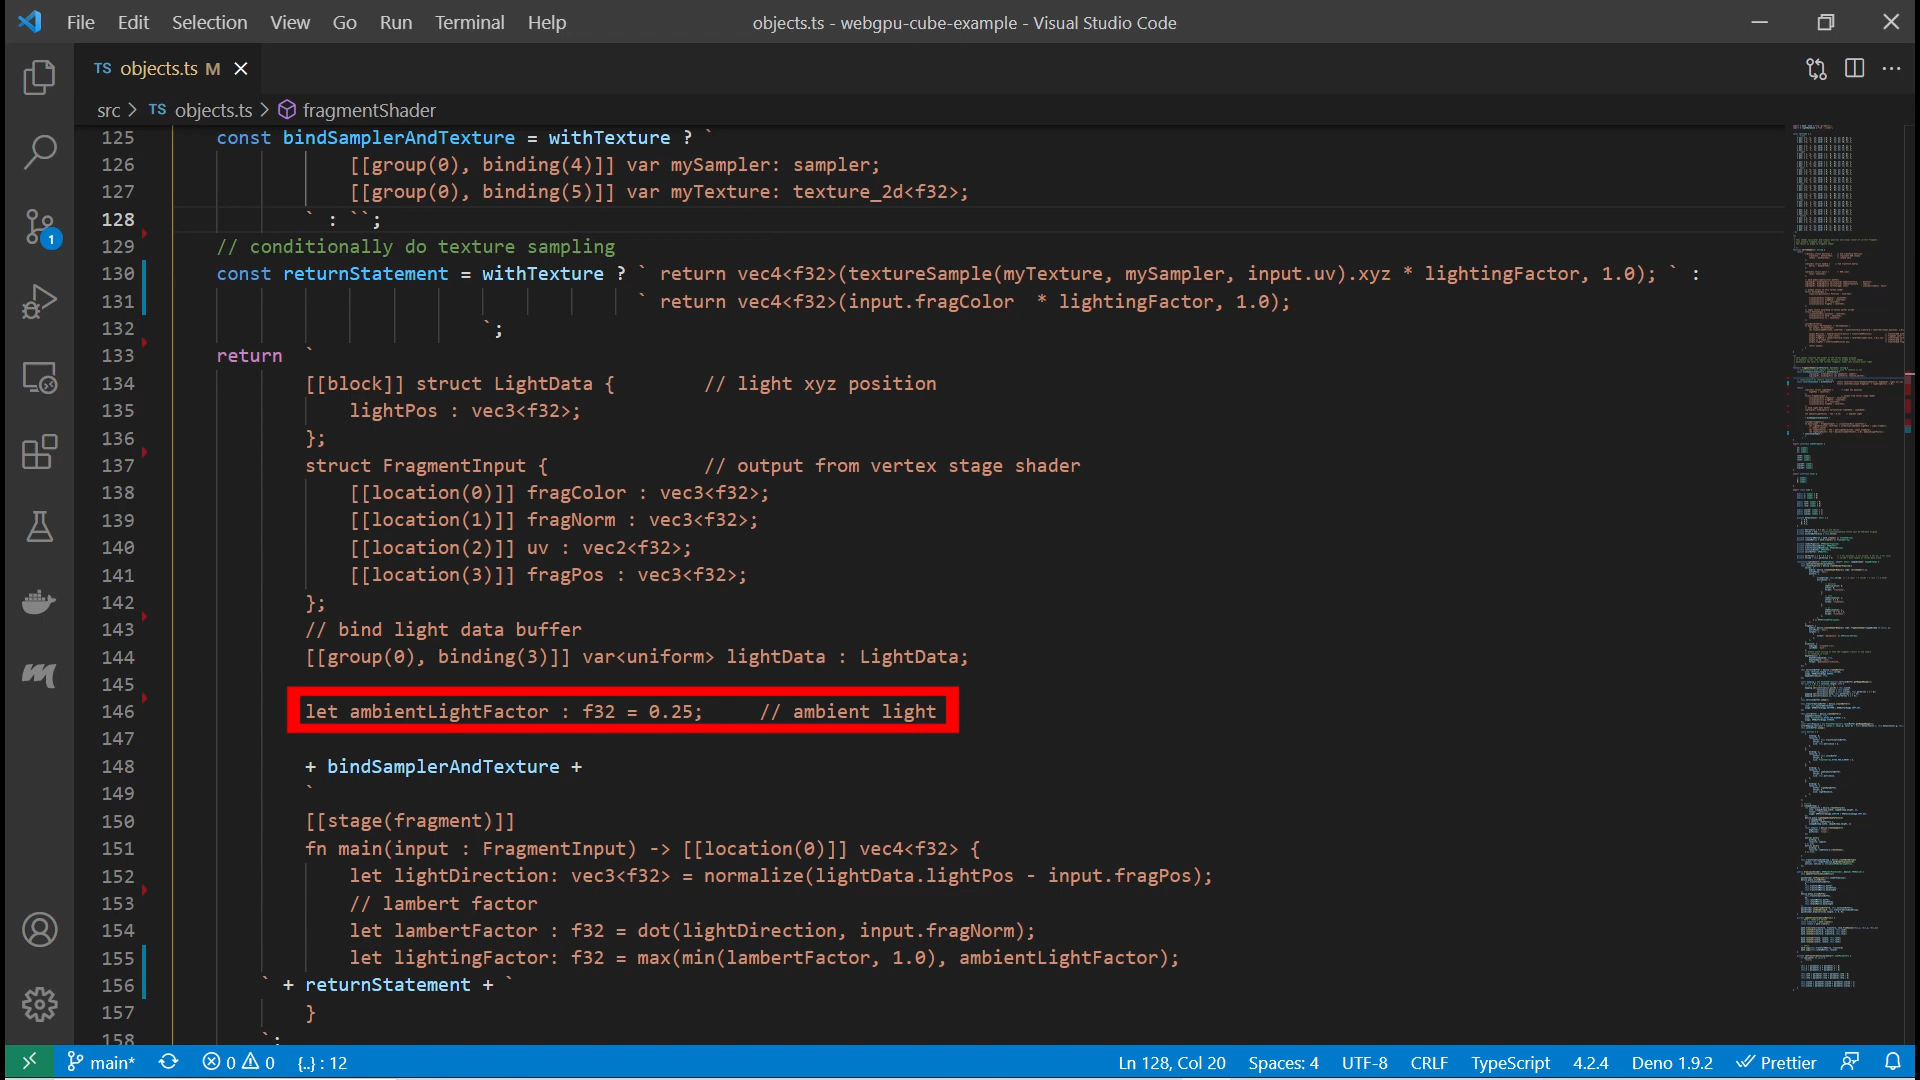 File Edit Selection View Go Run Terminal Help
objects.ts - webgpu-cube-example - Visual Studio Code
TS objects.ts M
src > TS objects.ts > fragmentShader
125 const bindSamplerAndTexture = withTexture ? `
126 [[group(0), binding(4)]] var mySampler: sampler;
127 [[group(0), binding(5)]] var myTexture: texture_2d<f32>;
128 ` : ``;
129 // conditionally do texture sampling
130 const returnStatement = withTexture ? ` return vec4<f32>(textureSample(myTexture, mySampler, input.uv).xyz * lightingFactor, 1.0); ` :
131 ` return vec4<f32>(input.fragColor  * lightingFactor, 1.0);
132 `;
133 return  `
134 [[block]] struct LightData {        // light xyz position
135 lightPos : vec3<f32>;
136 };
137 struct FragmentInput {              // output from vertex stage shader
138 [[location(0)]] fragColor : vec3<f32>;
139 [[location(1)]] fragNorm : vec3<f32>;
140 [[location(2)]] uv : vec2<f32>;
141 [[location(3)]] fragPos : vec3<f32>;
142 };
143 // bind light data buffer
144 [[group(0), binding(3)]] var<uniform> lightData : LightData;
145
146 let ambientLightFactor : f32 = 0.25;     // ambient light
147
148 + bindSamplerAndTexture +
149 `
150 [[stage(fragment)]]
151 fn main(input : FragmentInput) -> [[location(0)]] vec4<f32> {
152 let lightDirection: vec3<f32> = normalize(lightData.lightPos - input.fragPos);
153 // lambert factor
154 let lambertFactor : f32 = dot(lightDirection, input.fragNorm);
155 let lightingFactor: f32 = max(min(lambertFactor, 1.0), ambientLightFactor);
156 ` + returnStatement + `
157 }
158 `;
1
main* 0 0 {..} : 12 Ln 128, Col 20 Spaces: 4 UTF-8 CRLF TypeScript 4.2.4 Deno 1.9.2 Prettier